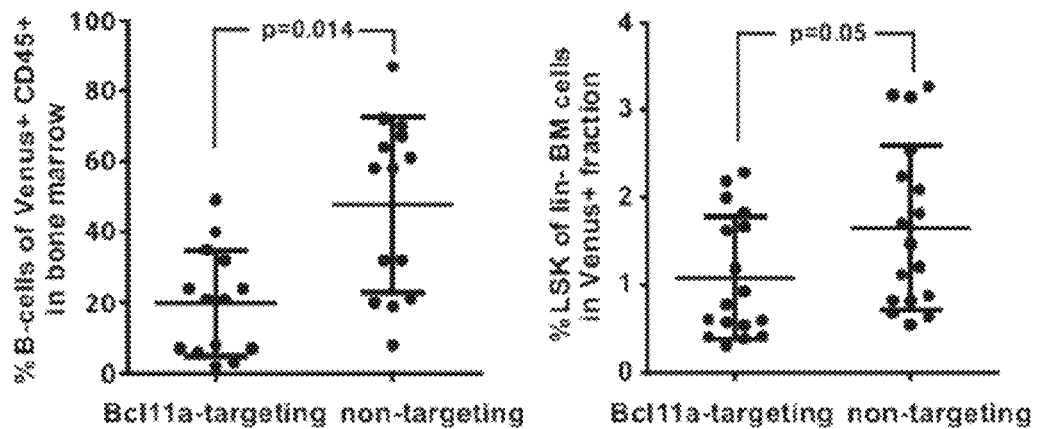 % B-cells of Venus+ CD45+
in bone marrow
100
80
60
40
20
0
p=0.014
Bcl11a-targeting non-targeting
% LSK of lin- BM cells
in Venus+ fraction
4
3
2
1
0
p=0.05
Bcl11a-targeting non-targeting